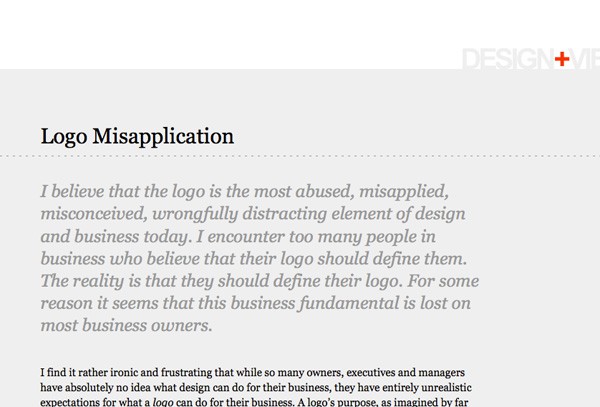 DESIGN+VIE
Logo Misapplication
I believe that the logo is the most abused, misapplied,
misconceived, wrongfully distracting element of design
and business today. I encounter too many people in
business who believe that their logo should define them.
The reality is that they should define their logo. For some
reason it seems that this business fundamental is lost on
most business owners.
I find it rather ironic and frustrating that while so many owners, executives and managers
have absolutely no idea what design can do for their business, they have entirely unrealistic
expectations for what a logo can do for their business. A logo's purpose, as imagined by far